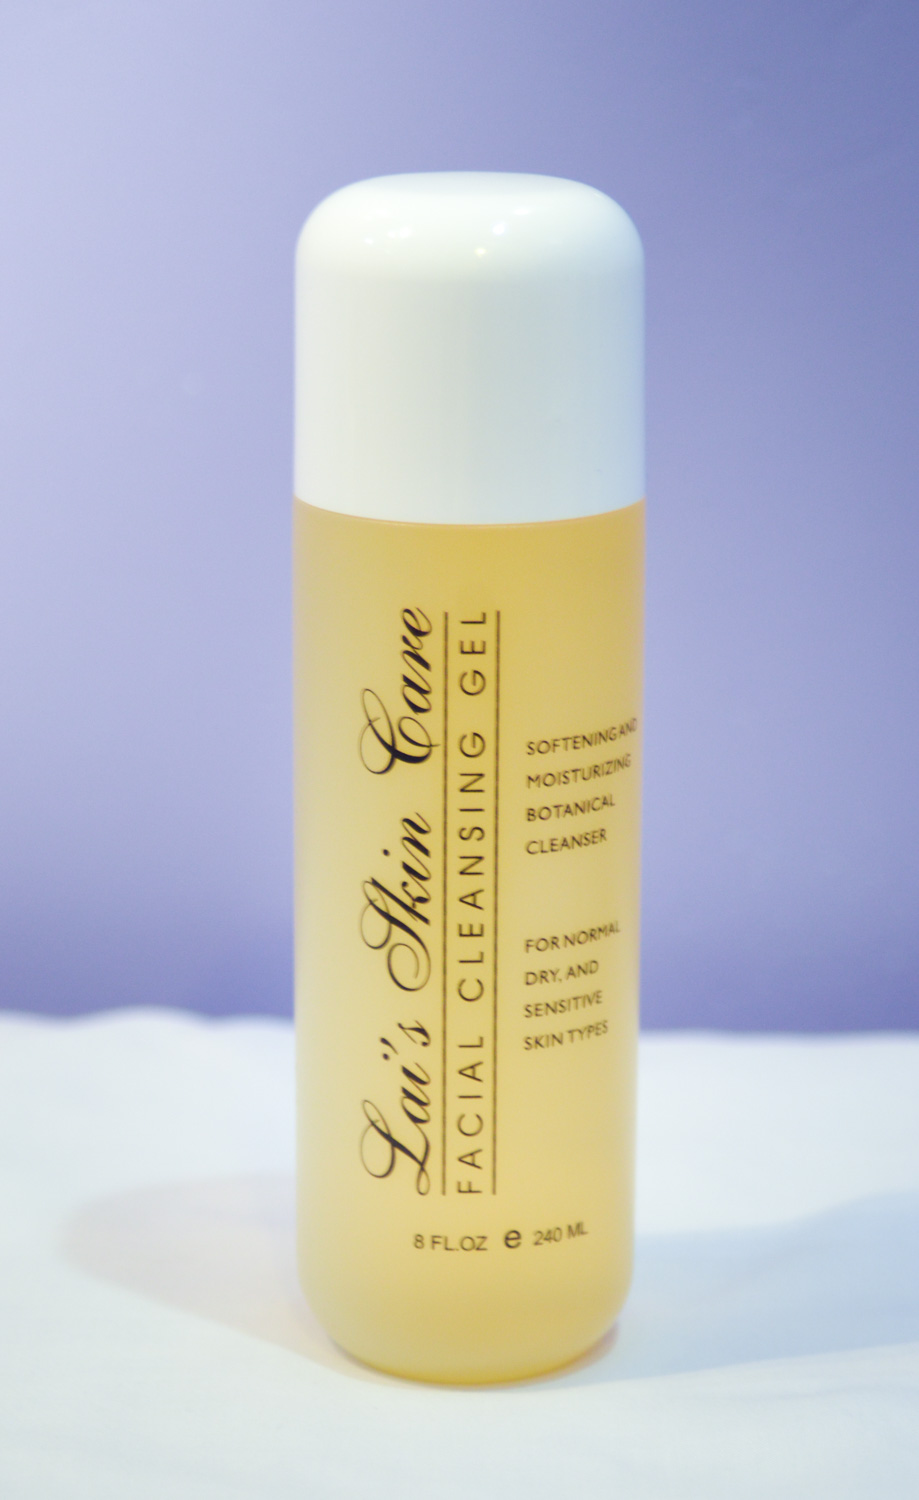 Lai's Skin Care
FACIAL CLEANSING GEL
SOFTENING AND
MOISTURIZING
BOTANICAL
CLEANSER
FOR NORMAL
DRY, AND
SENSITIVE
SKIN TYPES
8 FL.OZ e 240 ML